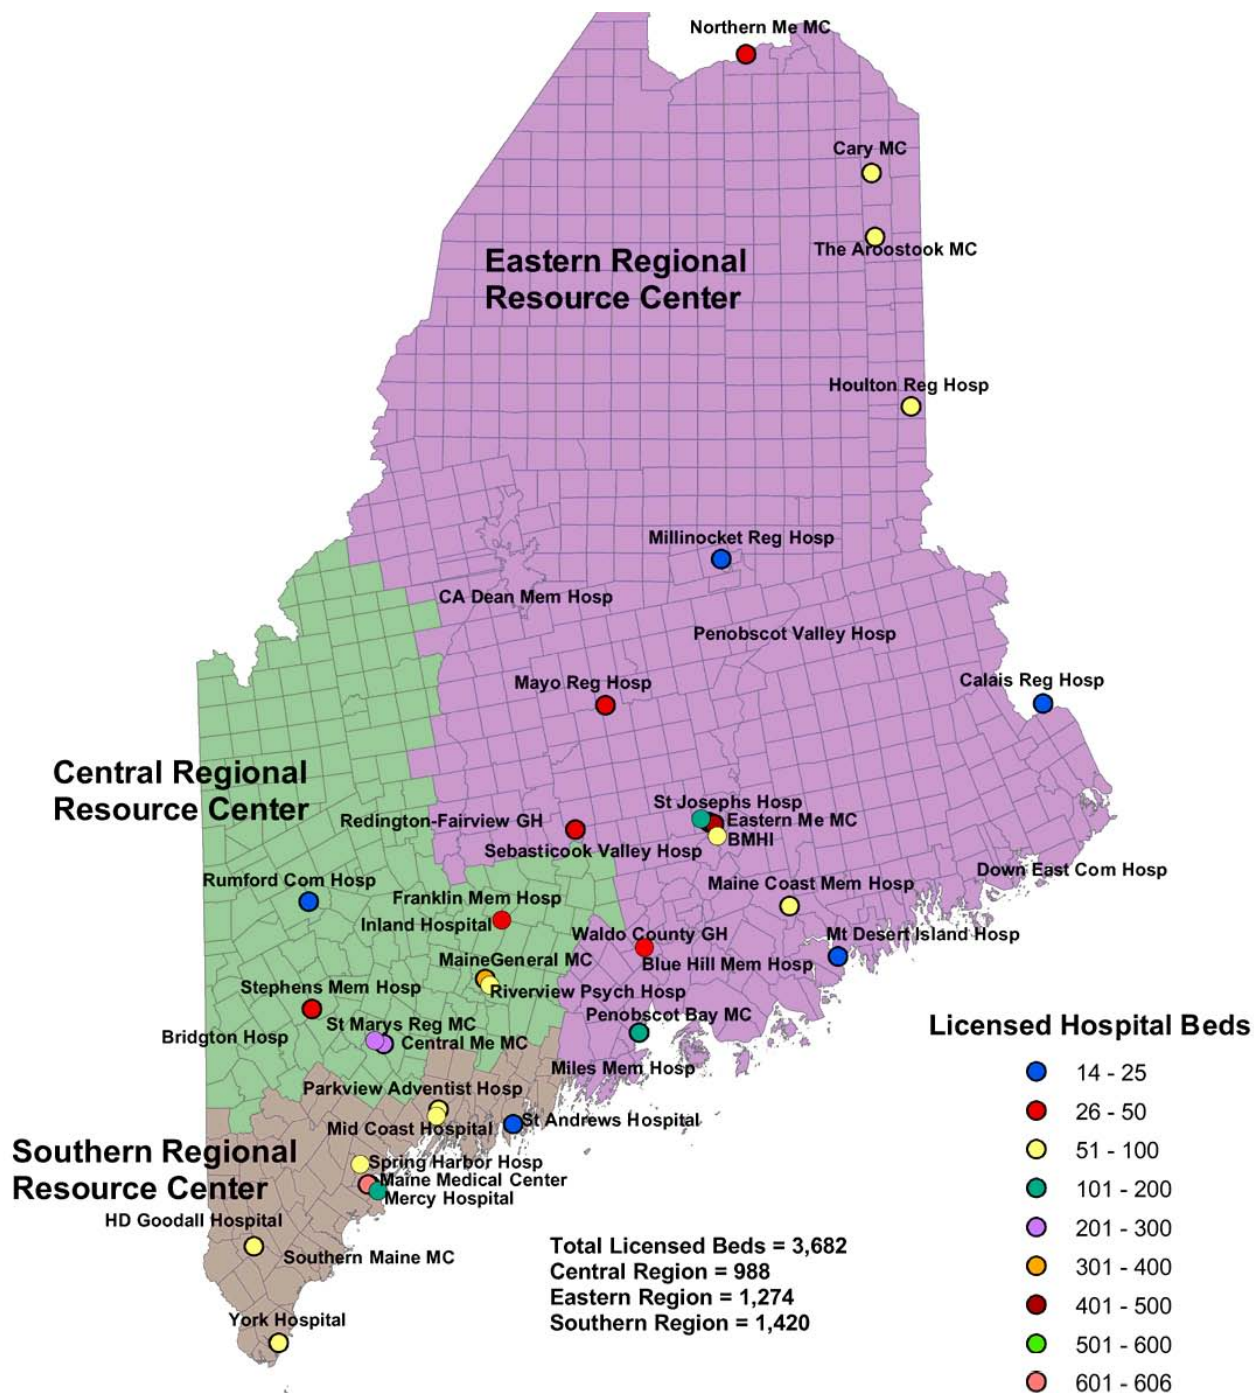 Northern Me MC
Cary MC
The Aroostook MC
Eastern Regional
Resource Center
Houlton Reg Hosp
Millinocket Reg Hosp
CA Dean Mem Hosp
Penobscot Valley Hosp
Mayo Reg Hosp
Calais Reg Hosp
Central Regional
Resource Center
St Josephs Hosp
Redington-Fairview GH
Eastern Me MC
BMHI
Sebasticook Valley Hosp
Down East Com Hosp
Rumford Com Hosp
Maine Coast Mem Hosp
Franklin Mem Hosp
Inland Hospital
Waldo County GH
Mt Desert Island Hosp
MaineGeneral MC
Blue Hill Mem Hosp
Stephens Mem Hosp
Riverview Psych Hosp
Penobscot Bay MC
St Marys Reg MC
Bridgton Hosp
Central Me MC
Miles Mem Hosp
Parkview Adventist Hosp
Mid Coast Hospital
St Andrews Hospital
Southern Regional
Resource Center
Spring Harbor Hosp
Maine Medical Center
Mercy Hospital
HD Goodall Hospital
Southern Maine MC
York Hospital
Total Licensed Beds = 3,682
Central Region = 988
Eastern Region = 1,274
Southern Region = 1,420
Licensed Hospital Beds
14 - 25
26 - 50
51 - 100
101 - 200
201 - 300
301 - 400
401 - 500
501 - 600
601 - 606